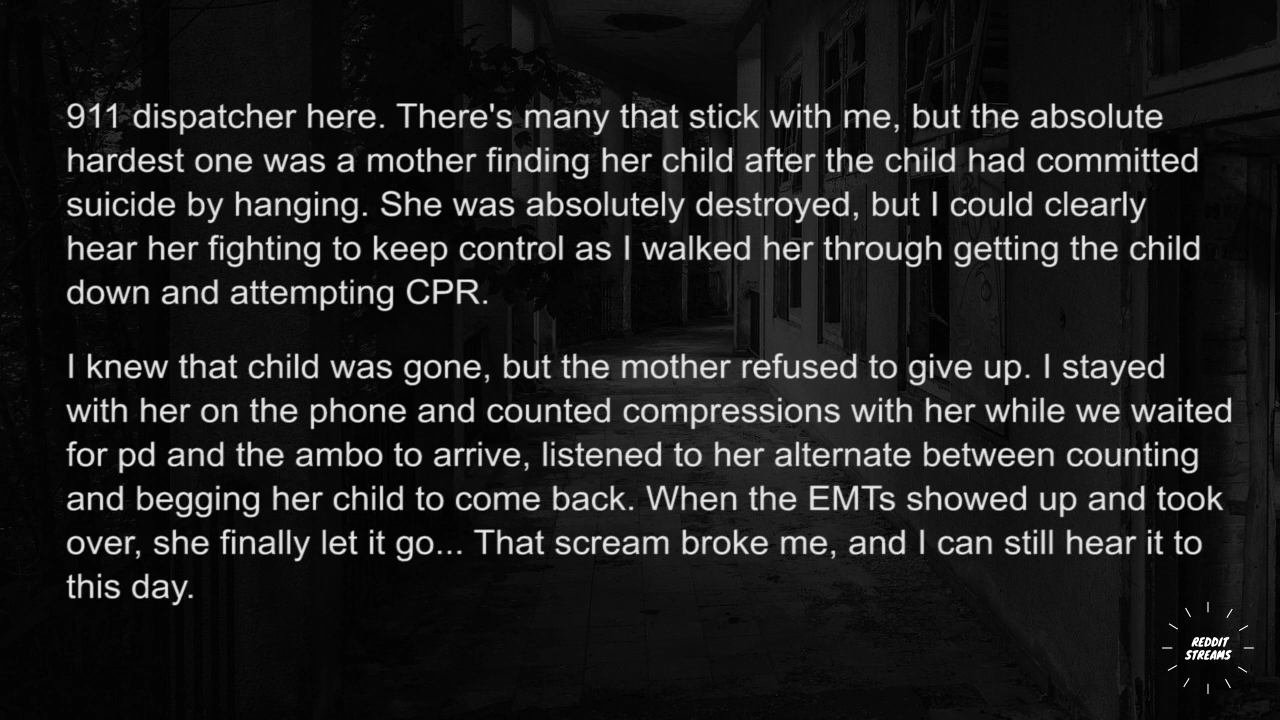 911 dispatcher here. There's many that stick with me, but the absolute
hardest one was a mother finding her child after the child had committed
suicide by hanging. She was absolutely destroyed, but I could clearly
hear her fighting to keep control as I walked her through getting the child
down and attempting CPR.
I knew that child was gone, but the mother refused to give up. I stayed
with her on the phone and counted compressions with her while we waited
for pd and the ambo to arrive, listened to her alternate between counting
and begging her child to come back. When the EMTs showed up and took
over, she finally let it go... That scream broke me, and I can still hear it to
this day.
REDDIT
STREAMS